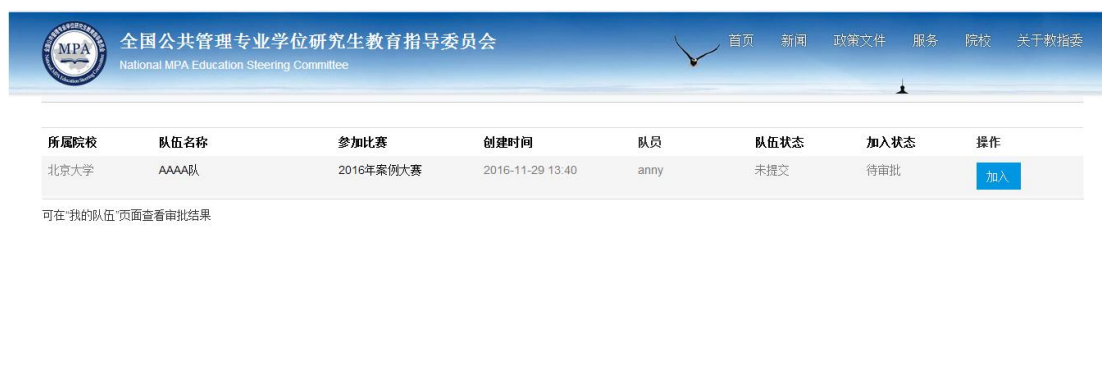 MPA
全国公共管理专业学位研究生教育指导委员会
National MPA Education Steering Committee
首页 新闻 政策文件 服务 院校 关于教指委
所属院校 队伍名称 参加比赛 创建时间 队员 队伍状态 加入状态 操作
北京大学 AAAA队 2016年案例大赛 2016-11-29 13:40 anny 未提交 待审批 加入
可在“我的队伍”页面查看审批结果